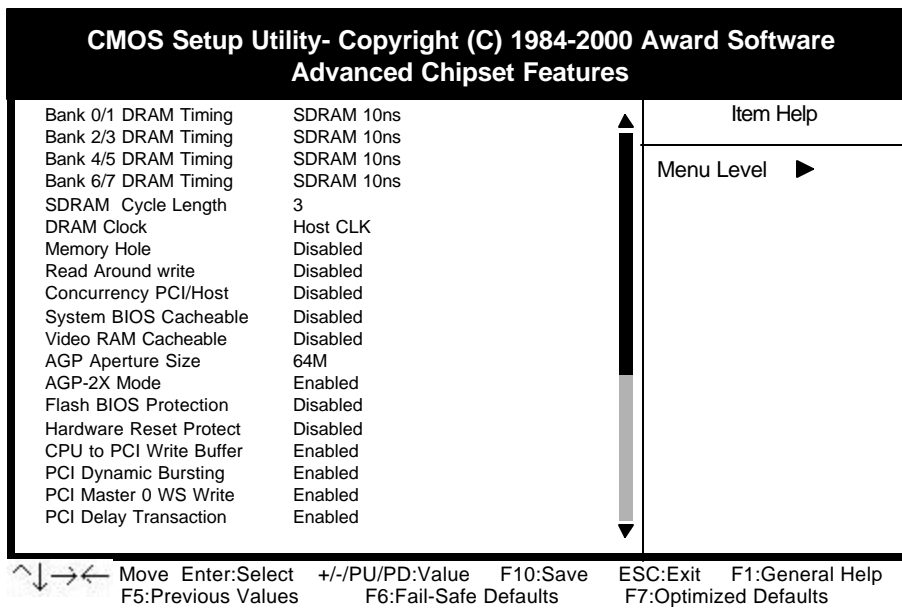 CMOS Setup Utility- Copyright (C) 1984-2000 Award Software
Advanced Chipset Features
Bank 0/1 DRAM Timing SDRAM 10ns
Bank 2/3 DRAM Timing SDRAM 10ns
Bank 4/5 DRAM Timing SDRAM 10ns
Bank 6/7 DRAM Timing SDRAM 10ns
SDRAM Cycle Length 3
DRAM Clock Host CLK
Memory Hole Disabled
Read Around write Disabled
Concurrency PCI/Host Disabled
System BIOS Cacheable Disabled
Video RAM Cacheable Disabled
AGP Aperture Size 64M
AGP-2X Mode Enabled
Flash BIOS Protection Disabled
Hardware Reset Protect Disabled
CPU to PCI Write Buffer Enabled
PCI Dynamic Bursting Enabled
PCI Master 0 WS Write Enabled
PCI Delay Transaction Enabled
Item Help
Menu Level ▶
^↓→← Move Enter:Select +/-/PU/PD:Value F10:Save ESC:Exit F1:General Help
F5:Previous Values F6:Fail-Safe Defaults F7:Optimized Defaults